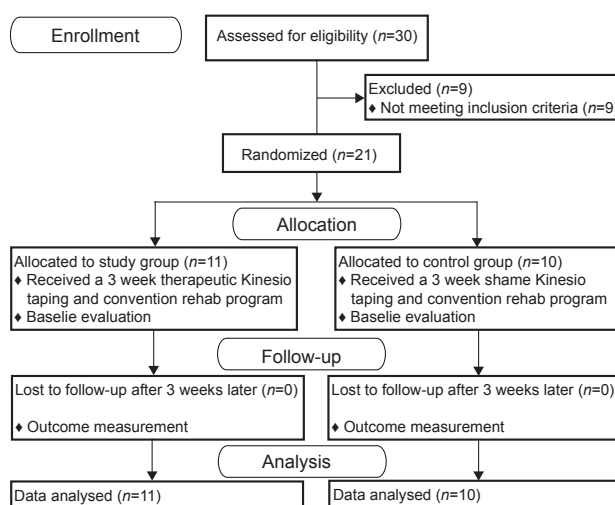 Enrollment
Assessed for eligibility (n=30)
Excluded (n=9)
♦ Not meeting inclusion criteria (n=9
Randomized (n=21)
Allocation
Allocated to study group (n=11)
♦ Received a 3 week therapeutic Kinesio
taping and convention rehab program
♦ Baselie evaluation
Allocated to control group (n=10)
♦ Received a 3 week shame Kinesio
taping and convention rehab program
♦ Baselie evaluation
Follow-up
Lost to follow-up after 3 weeks later (n=0)
♦ Outcome measurement
Lost to follow-up after 3 weeks later (n=0)
♦ Outcome measurement
Analysis
Data analysed (n=11)
Data analysed (n=10)